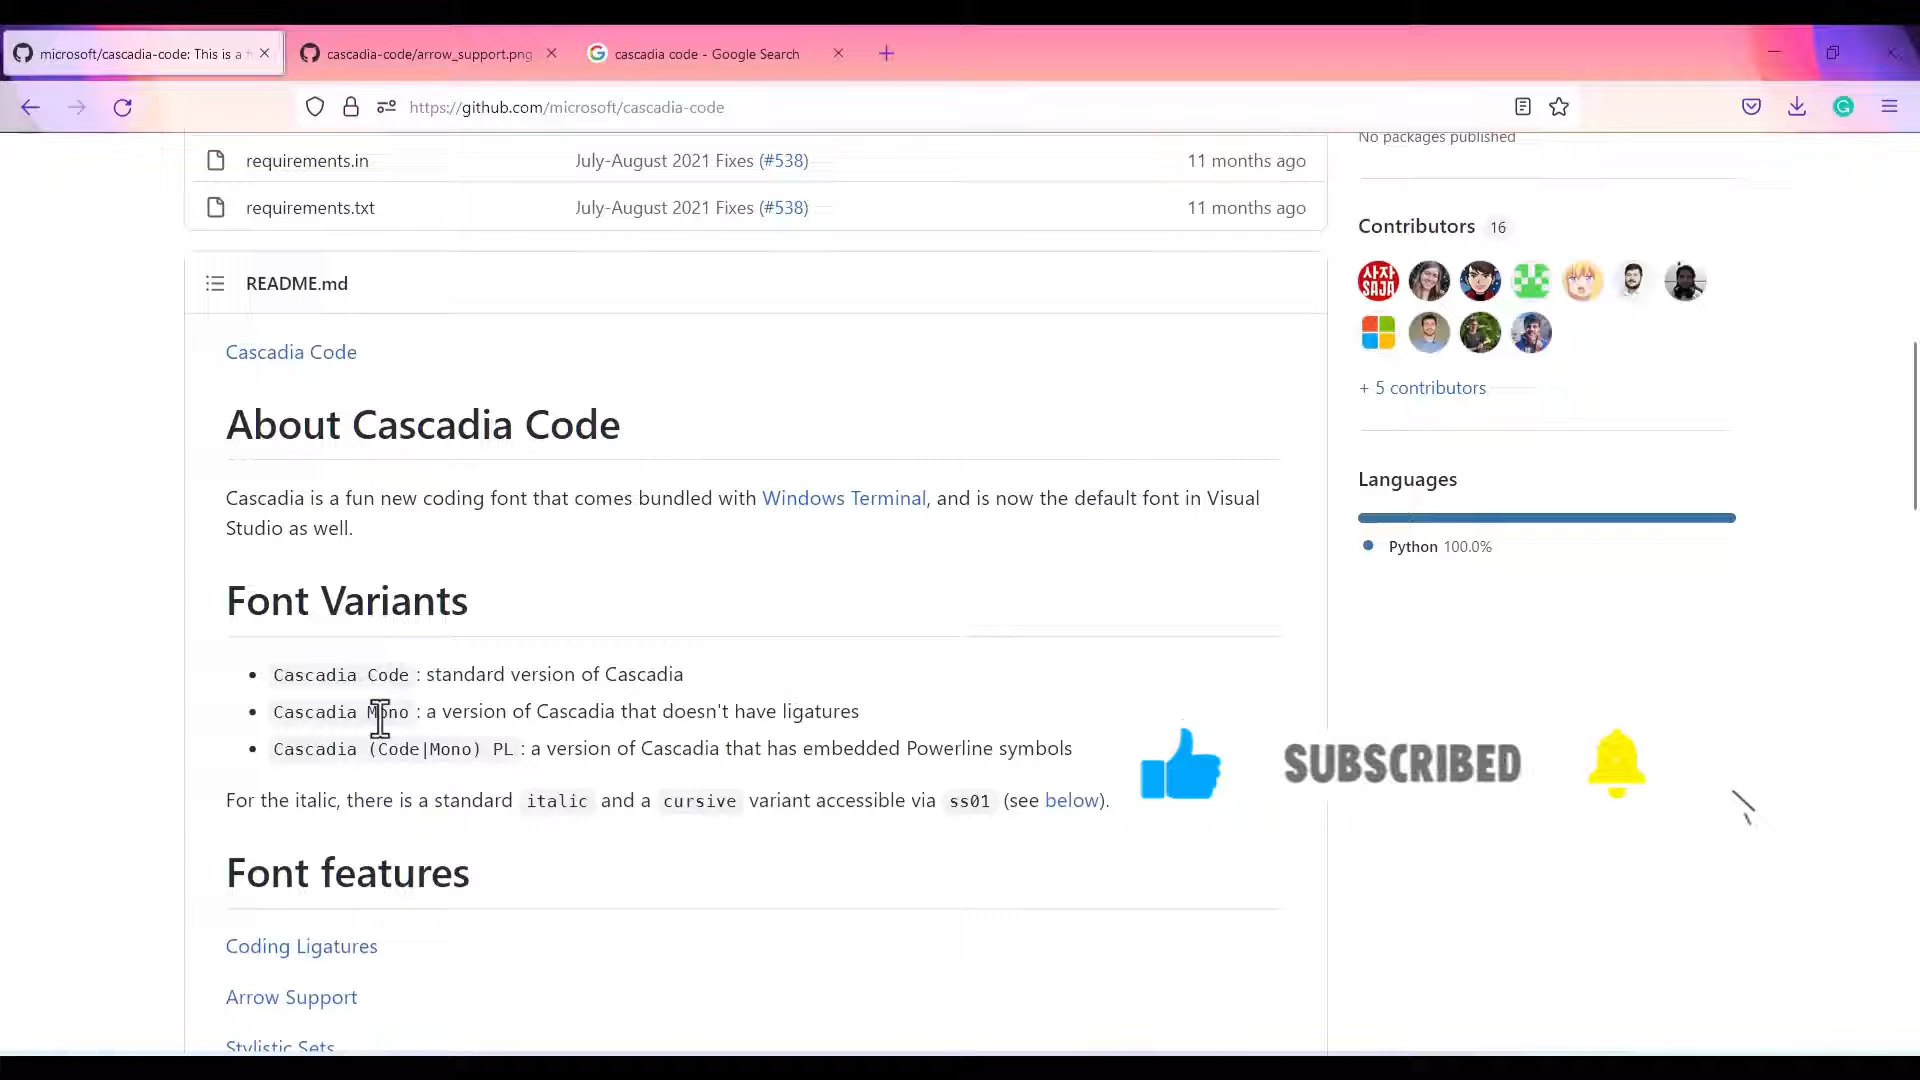 microsoft/cascadia-code: This is a
cascadia-code/arrow_support.png
cascadia code - Google Search
https://github.com/microsoft/cascadia-code
No packages published
requirements.in July-August 2021 Fixes (#538) 11 months ago
requirements.txt July-August 2021 Fixes (#538) 11 months ago
Contributors 16
사자
SAJA
+ 5 contributors
Languages
Python 100.0%
README.md
Cascadia Code
About Cascadia Code
Cascadia is a fun new coding font that comes bundled with Windows Terminal, and is now the default font in Visual
Studio as well.
Font Variants
Cascadia Code : standard version of Cascadia
Cascadia Mono : a version of Cascadia that doesn't have ligatures
Cascadia (Code|Mono) PL : a version of Cascadia that has embedded Powerline symbols
For the italic, there is a standard italic and a cursive variant accessible via ss01 (see below).
SUBSCRIBED
Font features
Coding Ligatures
Arrow Support
Stylistic Sets